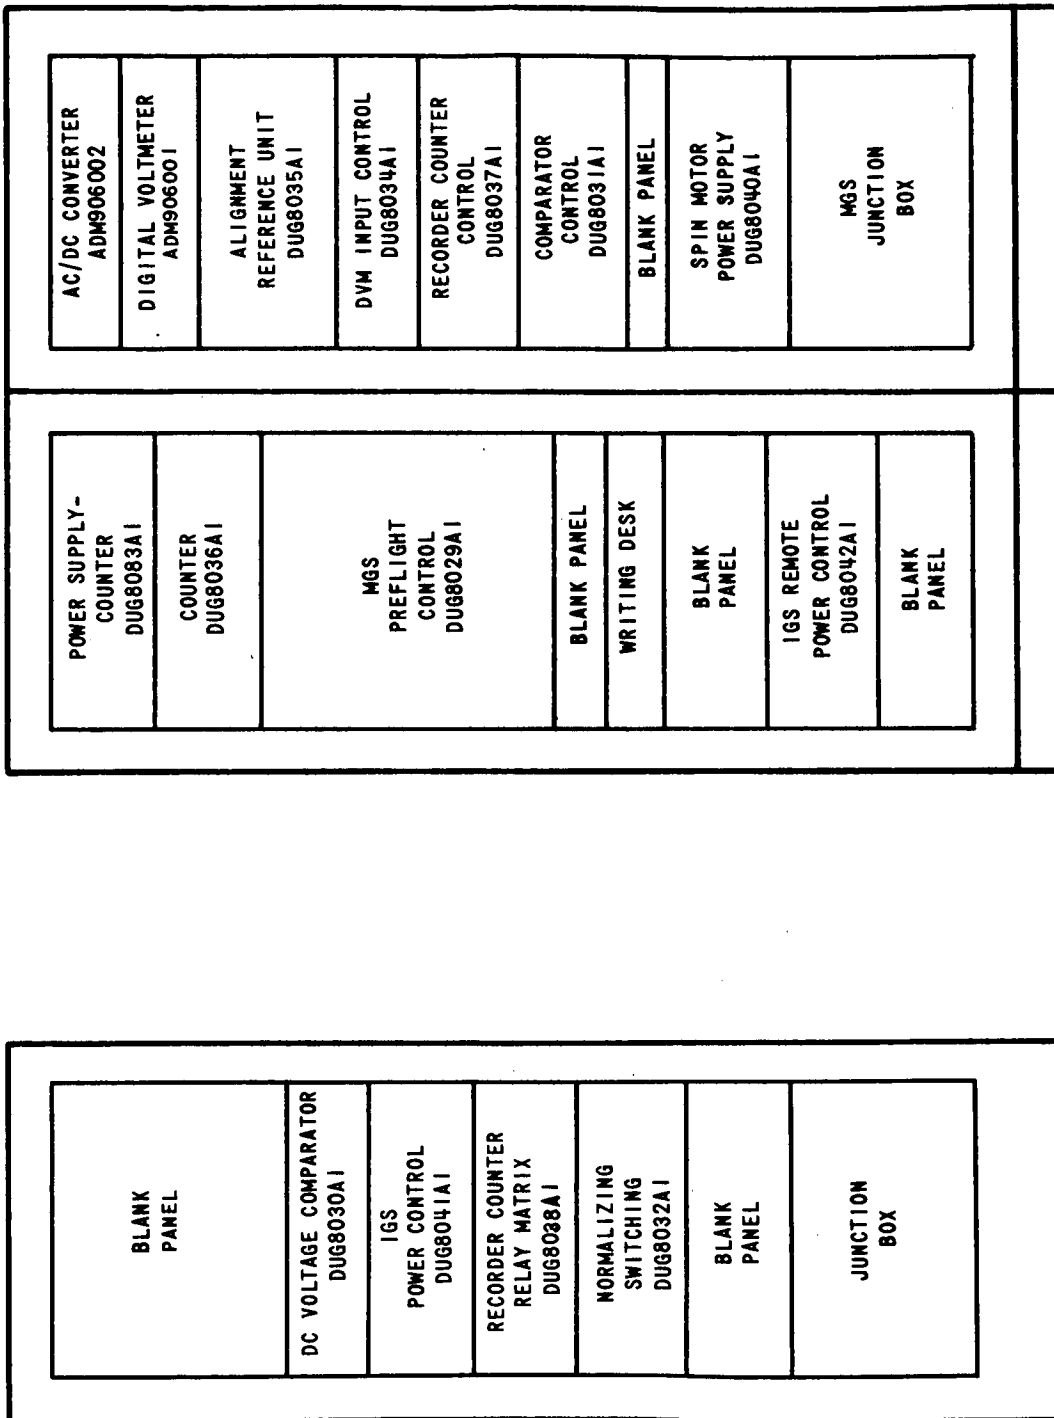 BLANK
PANEL
DC VOLTAGE COMPARATOR
DUG8030A1
IGS
POWER CONTROL
DUG8041A1
RECORDER COUNTER
RELAY MATRIX
DUG8038A1
NORMALIZING
SWITCHING
DUG8032A1
BLANK
PANEL
JUNCTION
BOX
POWER SUPPLY-
COUNTER
DUG8083A1
COUNTER
DUG8036A1
MGS
PREFLIGHT
CONTROL
DUG8029A1
BLANK PANEL
WRITING DESK
BLANK
PANEL
IGS REMOTE
POWER CONTROL
DUG8042A1
BLANK
PANEL
AC/DC CONVERTER
ADM906002
DIGITAL VOLTMETER
ADM906001
ALIGNMENT
REFERENCE UNIT
DUG8035A1
DVM INPUT CONTROL
DUG8034A1
RECORDER COUNTER
CONTROL
DUG8037A1
COMPARATOR
CONTROL
DUG8031A1
BLANK PANEL
SPIN MOTOR
POWER SUPPLY
DUG8040A1
MGS
JUNCTION
BOX